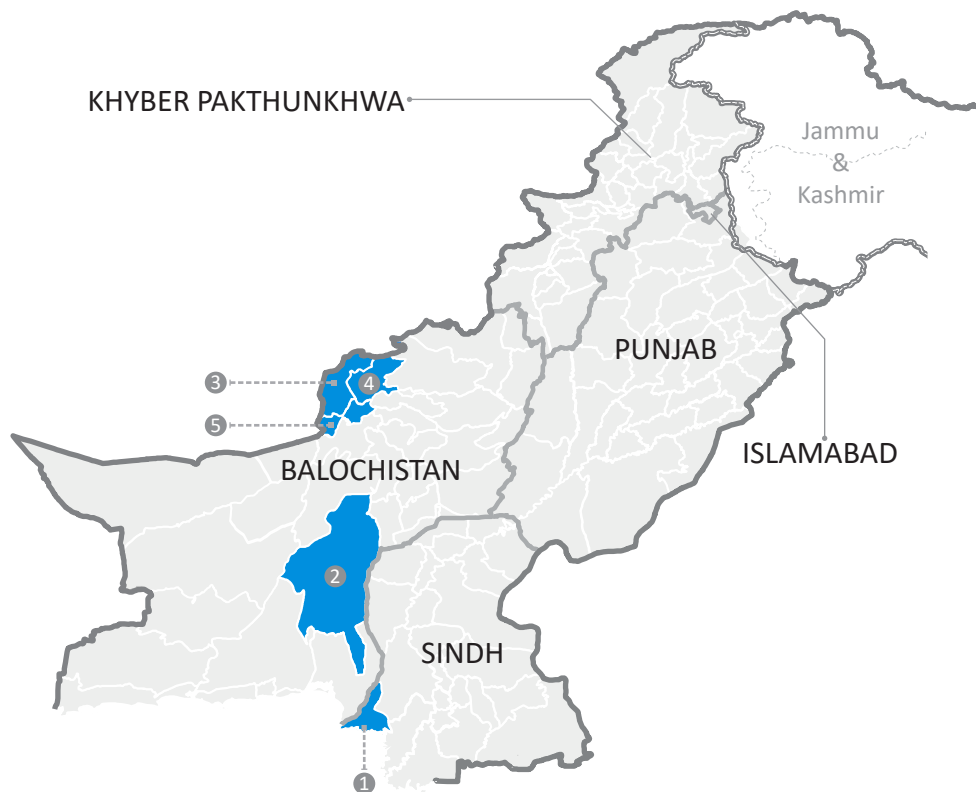 KHYBER PAKTHUNKHWA
Jammu
&
Kashmir
PUNJAB
3
4
5
ISLAMABAD
BALOCHISTAN
2
SINDH
1